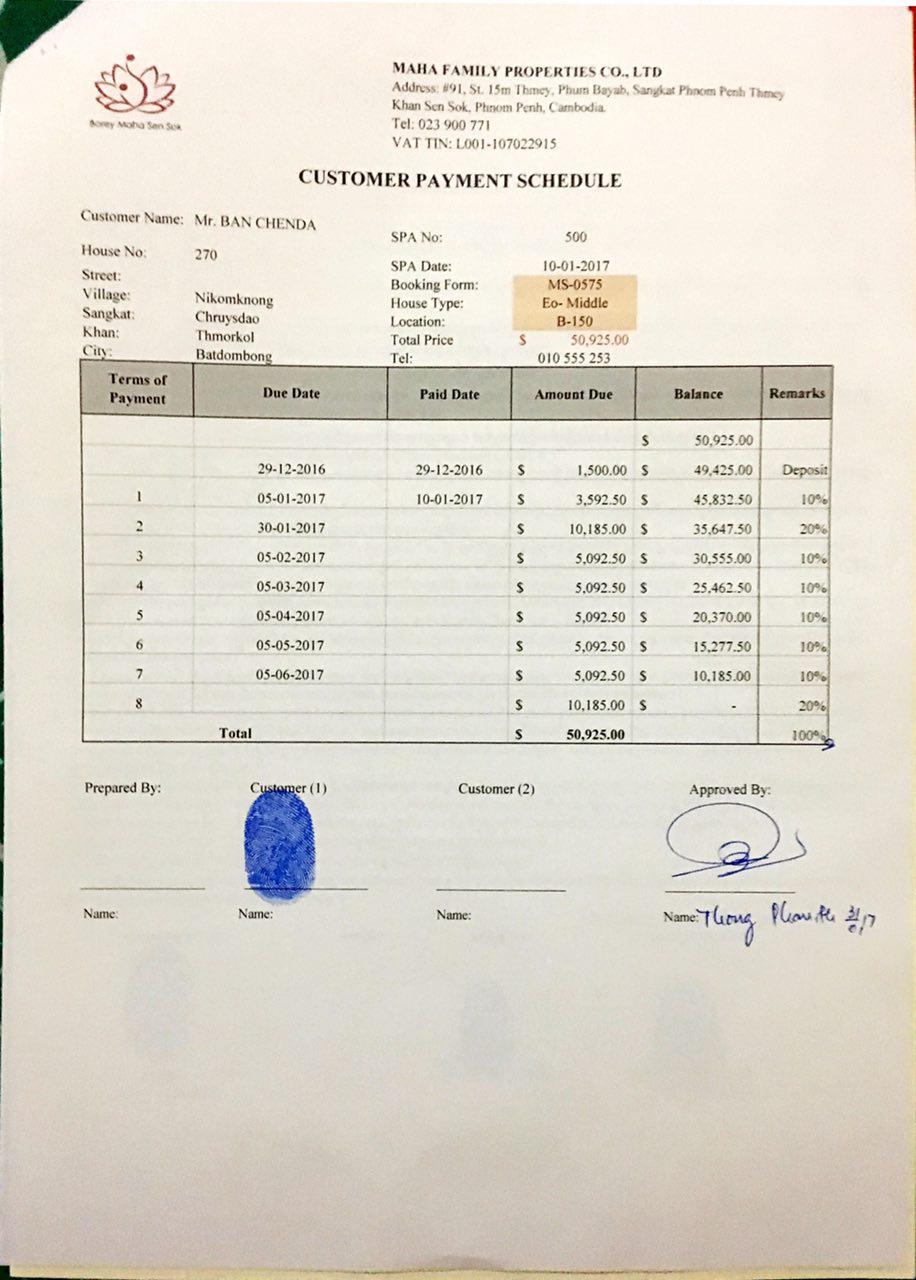 Borey Maha Sen Sok
MAHA FAMILY PROPERTIES CO., LTD
Address: #91, St. 15m Thmey, Phum Bayab, Sangkat Phnom Penh Thmey
Khan Sen Sok, Phnom Penh, Cambodia.
Tel: 023 900 771
VAT TIN: L001-107022915
CUSTOMER PAYMENT SCHEDULE
Customer Name: Mr. BAN CHENDA
SPA No: 500
House No: 270
SPA Date: 10-01-2017
Street:
Booking Form: MS-0575
Village: Nikomknong
House Type: Eo- Middle
Sangkat: Chruysdao
Location: B-150
Khan: Thmorkol
Total Price $ 50,925.00
City: Batdombong
Tel: 010 555 253
Terms of Payment Due Date Paid Date Amount Due Balance Remarks
$ 50,925.00
29-12-2016 29-12-2016 $ 1,500.00 $ 49,425.00 Deposit
1 05-01-2017 10-01-2017 $ 3,592.50 $ 45,832.50 10%
2 30-01-2017 $ 10,185.00 $ 35,647.50 20%
3 05-02-2017 $ 5,092.50 $ 30,555.00 10%
4 05-03-2017 $ 5,092.50 $ 25,462.50 10%
5 05-04-2017 $ 5,092.50 $ 20,370.00 10%
6 05-05-2017 $ 5,092.50 $ 15,277.50 10%
7 05-06-2017 $ 5,092.50 $ 10,185.00 10%
8 $ 10,185.00 $ - 20%
Total $ 50,925.00 100%
Prepared By: Customer (1) Customer (2) Approved By:
Name: Name: Name: Name: Thong